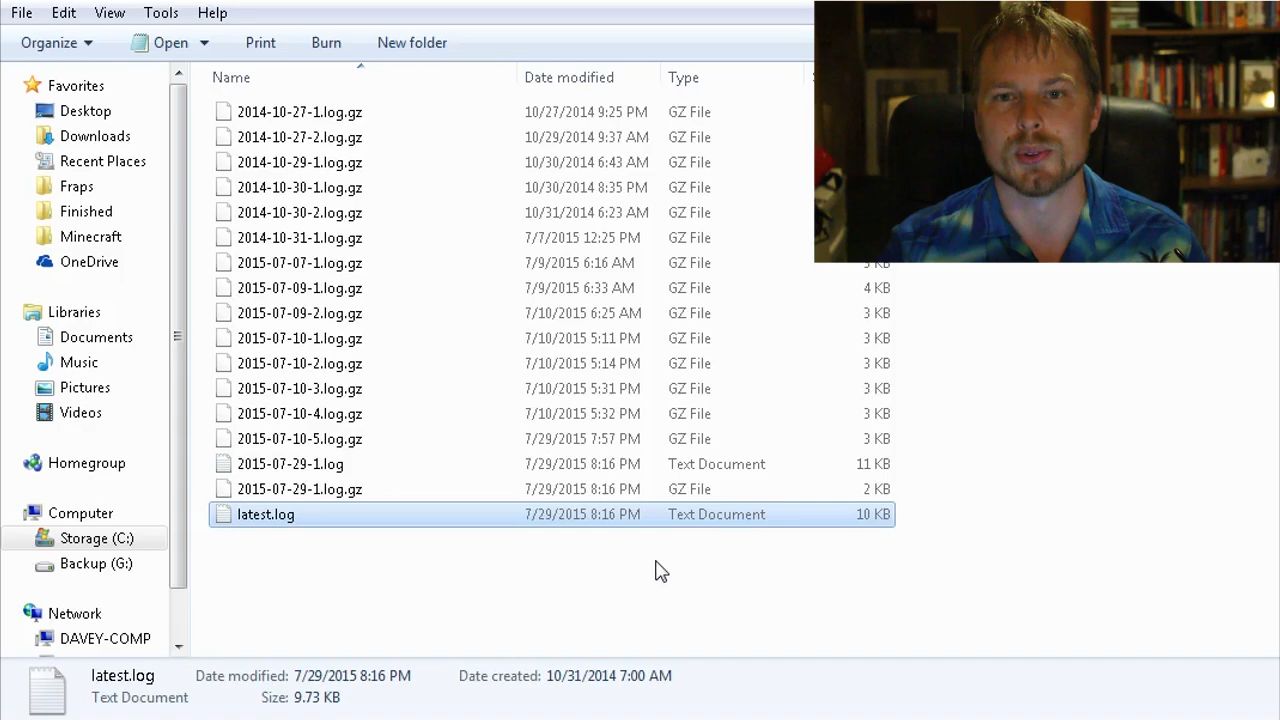 File Edit View Tools Help
Organize Open Print Burn New folder
Favorites
Desktop
Downloads
Recent Places
Fraps
Finished
Minecraft
OneDrive
Libraries
Documents
Music
Pictures
Videos
Homegroup
Computer
Storage (C:)
Backup (G:)
Network
DAVEY-COMP
Name Date modified Type
2014-10-27-1.log.gz 10/27/2014 9:25 PM GZ File
2014-10-27-2.log.gz 10/29/2014 9:37 AM GZ File
2014-10-29-1.log.gz 10/30/2014 6:43 AM GZ File
2014-10-30-1.log.gz 10/30/2014 8:35 PM GZ File
2014-10-30-2.log.gz 10/31/2014 6:23 AM GZ File
2014-10-31-1.log.gz 7/7/2015 12:25 PM GZ File
2015-07-07-1.log.gz 7/9/2015 6:16 AM GZ File 3 KB
2015-07-09-1.log.gz 7/9/2015 6:33 AM GZ File 4 KB
2015-07-09-2.log.gz 7/10/2015 6:25 AM GZ File 3 KB
2015-07-10-1.log.gz 7/10/2015 5:11 PM GZ File 3 KB
2015-07-10-2.log.gz 7/10/2015 5:14 PM GZ File 3 KB
2015-07-10-3.log.gz 7/10/2015 5:31 PM GZ File 3 KB
2015-07-10-4.log.gz 7/10/2015 5:32 PM GZ File 3 KB
2015-07-10-5.log.gz 7/29/2015 7:57 PM GZ File 3 KB
2015-07-29-1.log 7/29/2015 8:16 PM Text Document 11 KB
2015-07-29-1.log.gz 7/29/2015 8:16 PM GZ File 2 KB
latest.log 7/29/2015 8:16 PM Text Document 10 KB
latest.log Date modified: 7/29/2015 8:16 PM Date created: 10/31/2014 7:00 AM
Text Document Size: 9.73 KB